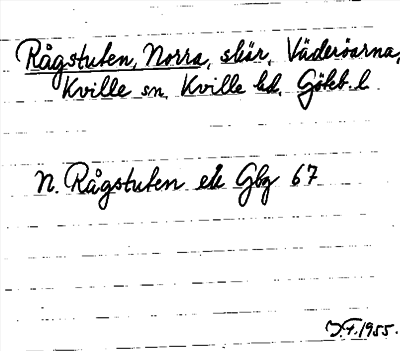 Rågstuten, Norra, skär, Väderöarna,
Kville sn, Kville hd, Göteb. l.
N. Rågstuten ek Gbg 67
J.F. 1955.